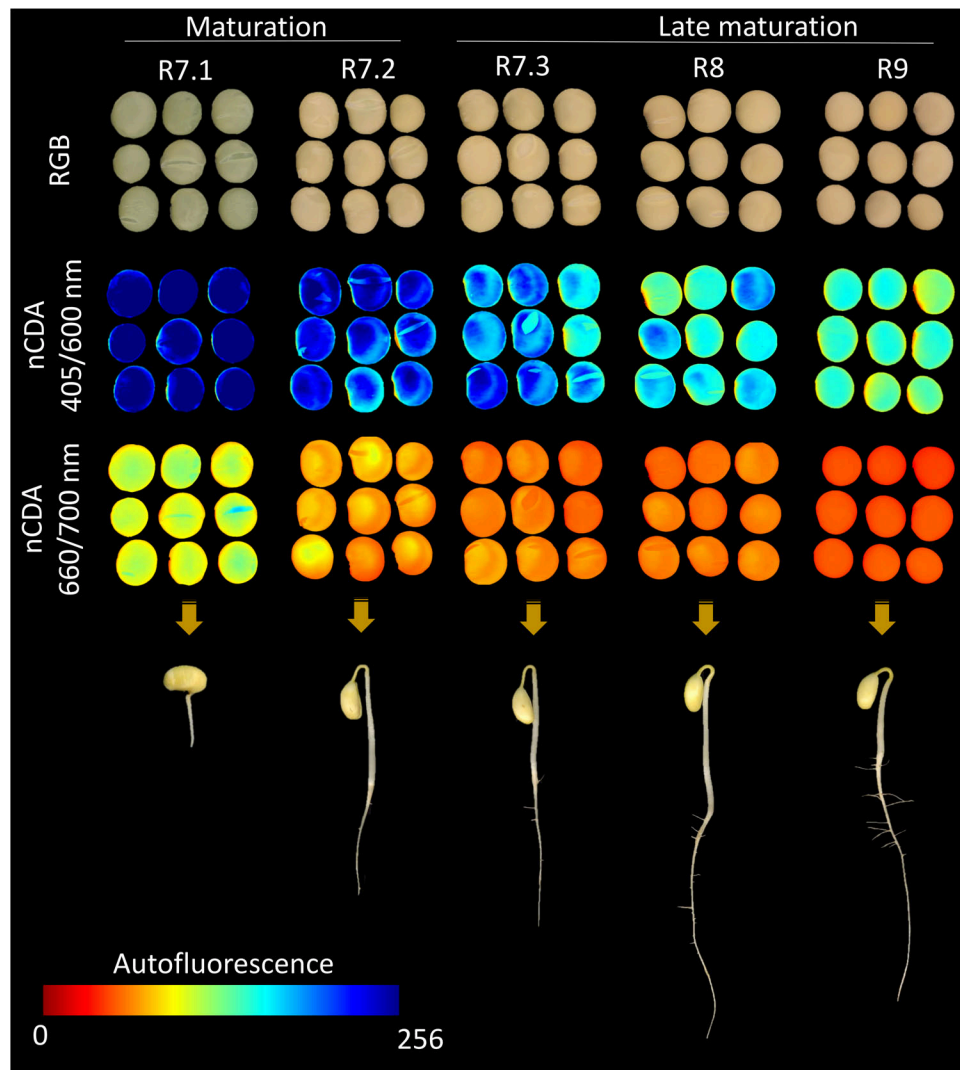 Maturation
Late maturation
R7.1
R7.2
R7.3
R8
R9
RGB
nCDA
405/600 nm
nCDA
660/700 nm
Autofluorescence
0
256